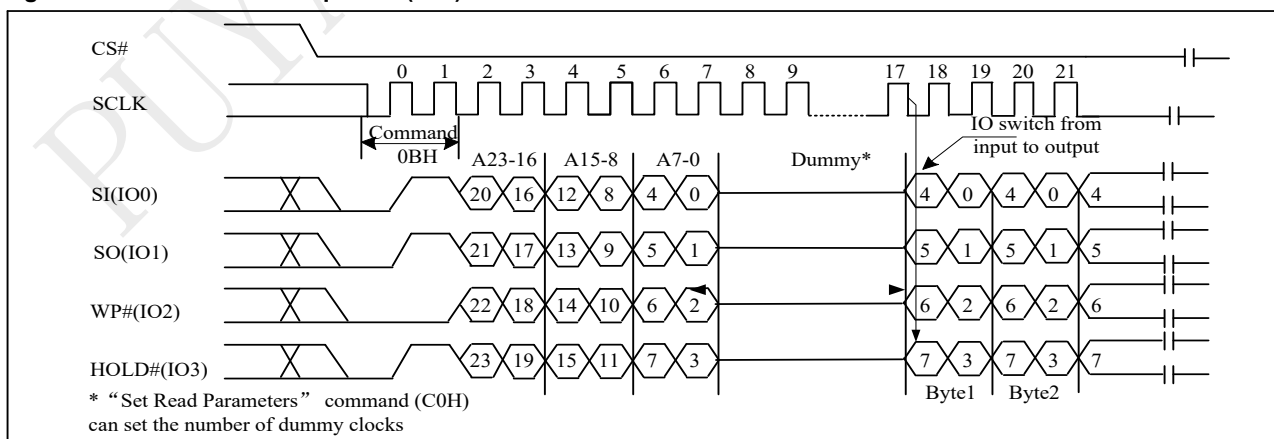 PUYA
CS#
0 1 2 3 4 5 6 7 8 9 17 18 19 20 21
SCLK
Command
0BH
IO switch from
input to output
A23-16 A15-8 A7-0 Dummy*
SI(IO0) 20 16 12 8 4 0 4 0 4 0 4
SO(IO1) 21 17 13 9 5 1 5 1 5 1 5
WP#(IO2) 22 18 14 10 6 2 6 2 6 2 6
HOLD#(IO3) 23 19 15 11 7 3 7 3 7 3 7
Byte1 Byte2
* “Set Read Parameters” command (C0H)
can set the number of dummy clocks